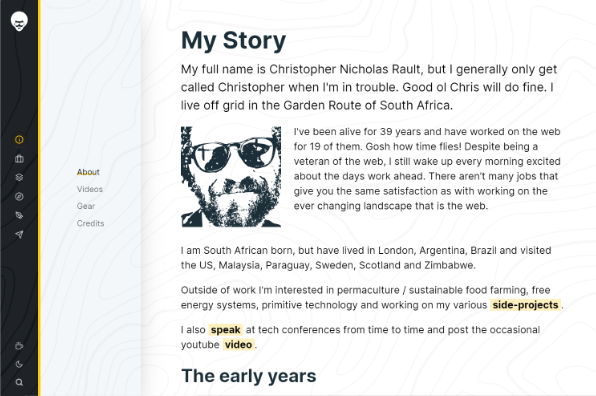 My Story
My full name is Christopher Nicholas Rault, but I generally only get
called Christopher when I'm in trouble. Good ol Chris will do fine. I
live off grid in the Garden Route of South Africa.
I've been alive for 39 years and have worked on the web
for 19 of them. Gosh how time flies! Despite being a
veteran of the web, I still wake up every morning excited
about the days work ahead. There aren't many jobs that
give you the same satisfaction as with working on the
ever changing landscape that is the web.
About
Videos
Gear
Credits
I am South African born, but have lived in London, Argentina, Brazil and visited
the US, Malaysia, Paraguay, Sweden, Scotland and Zimbabwe.
Outside of work I'm interested in permaculture / sustainable food farming, free
energy systems, primitive technology and working on my various side-projects .
I also speak at tech conferences from time to time and post the occasional
youtube video .
The early years